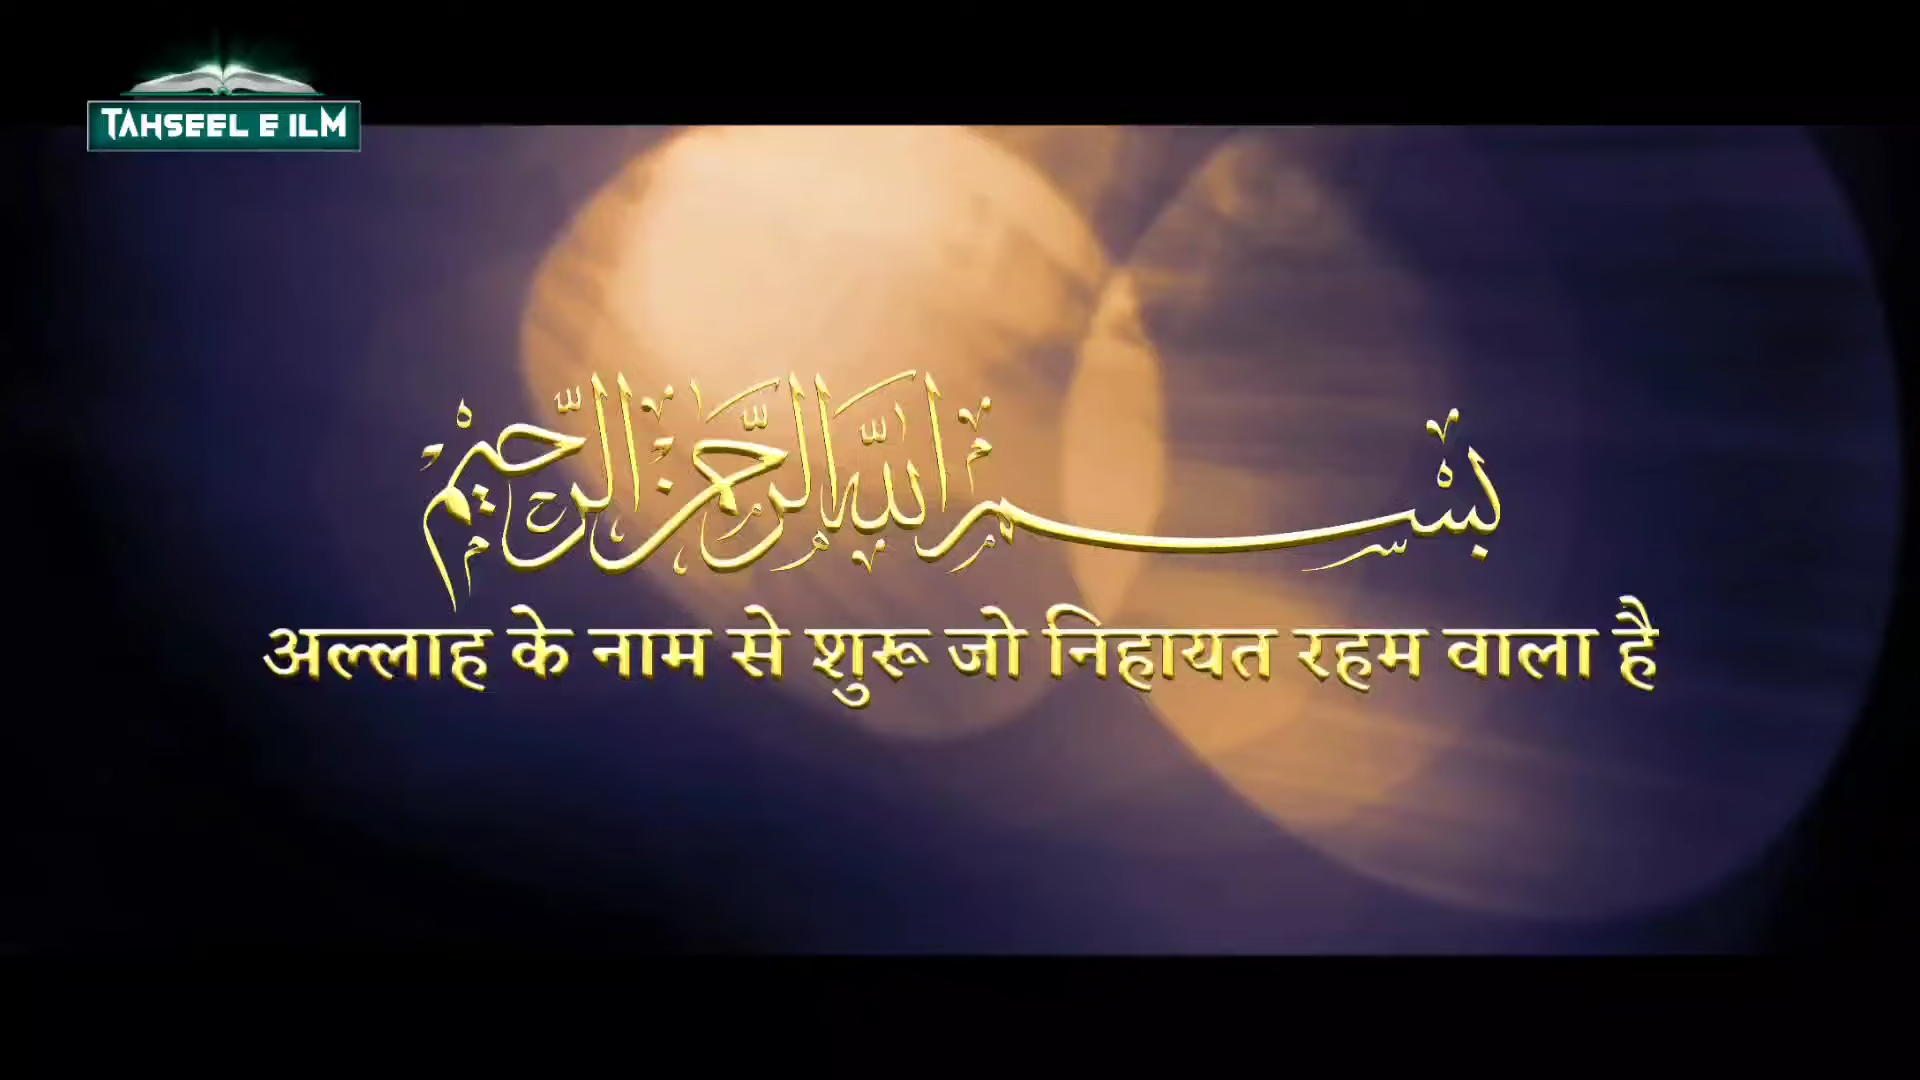 TAHSEEL E ILM
بسم الله الرحمن الرحيم
अल्लाह के नाम से शुरू जो निहायत रहम वाला है